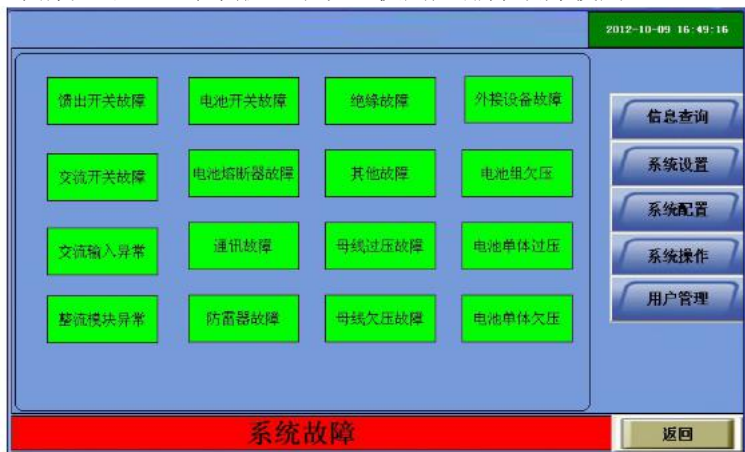 2012-10-09 16:49:16
馈出开关故障 电池开关故障 绝缘故障 外接设备故障
交流开关故障 电池熔断器故障 其他故障 电池组欠压
交流输入异常 通讯故障 母线过压故障 电池单体过压
整流模块异常 防雷器故障 母线欠压故障 电池单体欠压
信息查询
系统设置
系统配置
系统操作
用户管理
系统故障
返回